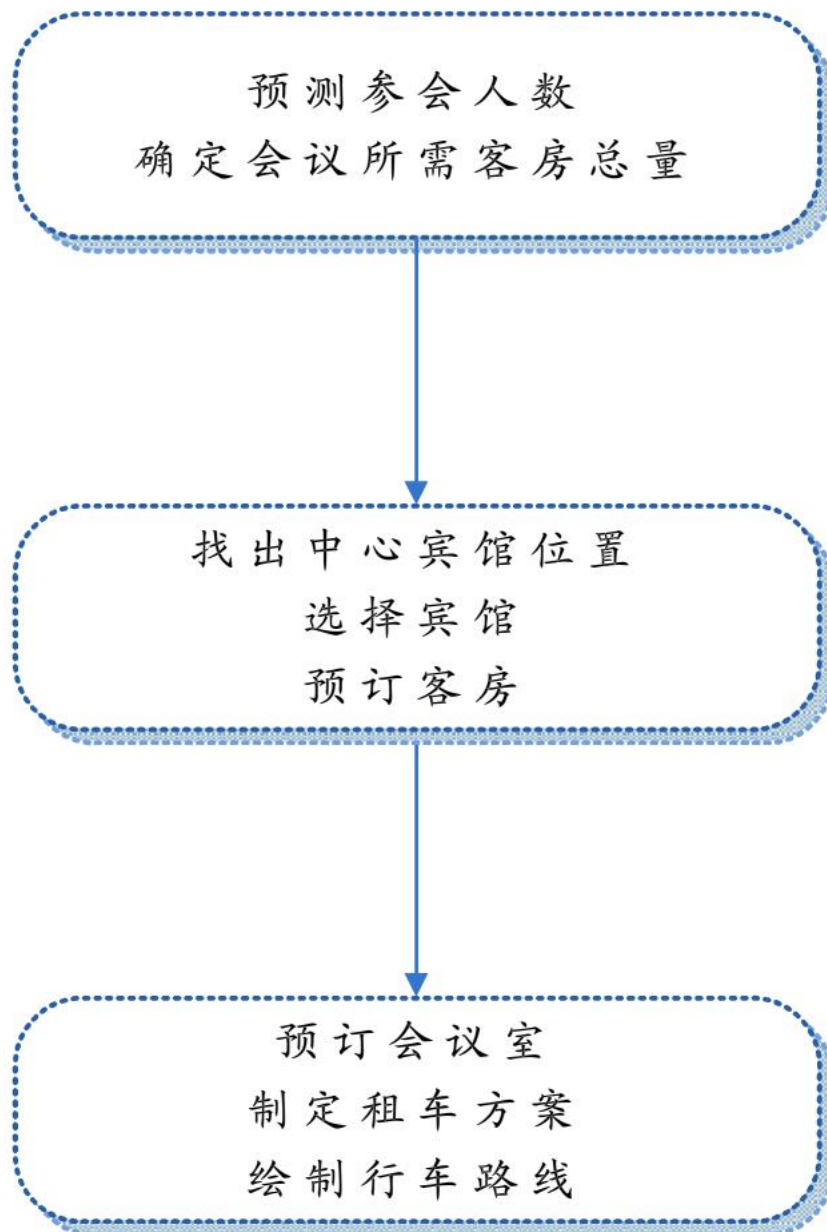 预测参会人数
确定会议所需客房总量
找出中心宾馆位置
选择宾馆
预订客房
预订会议室
制定租车方案
绘制行车路线